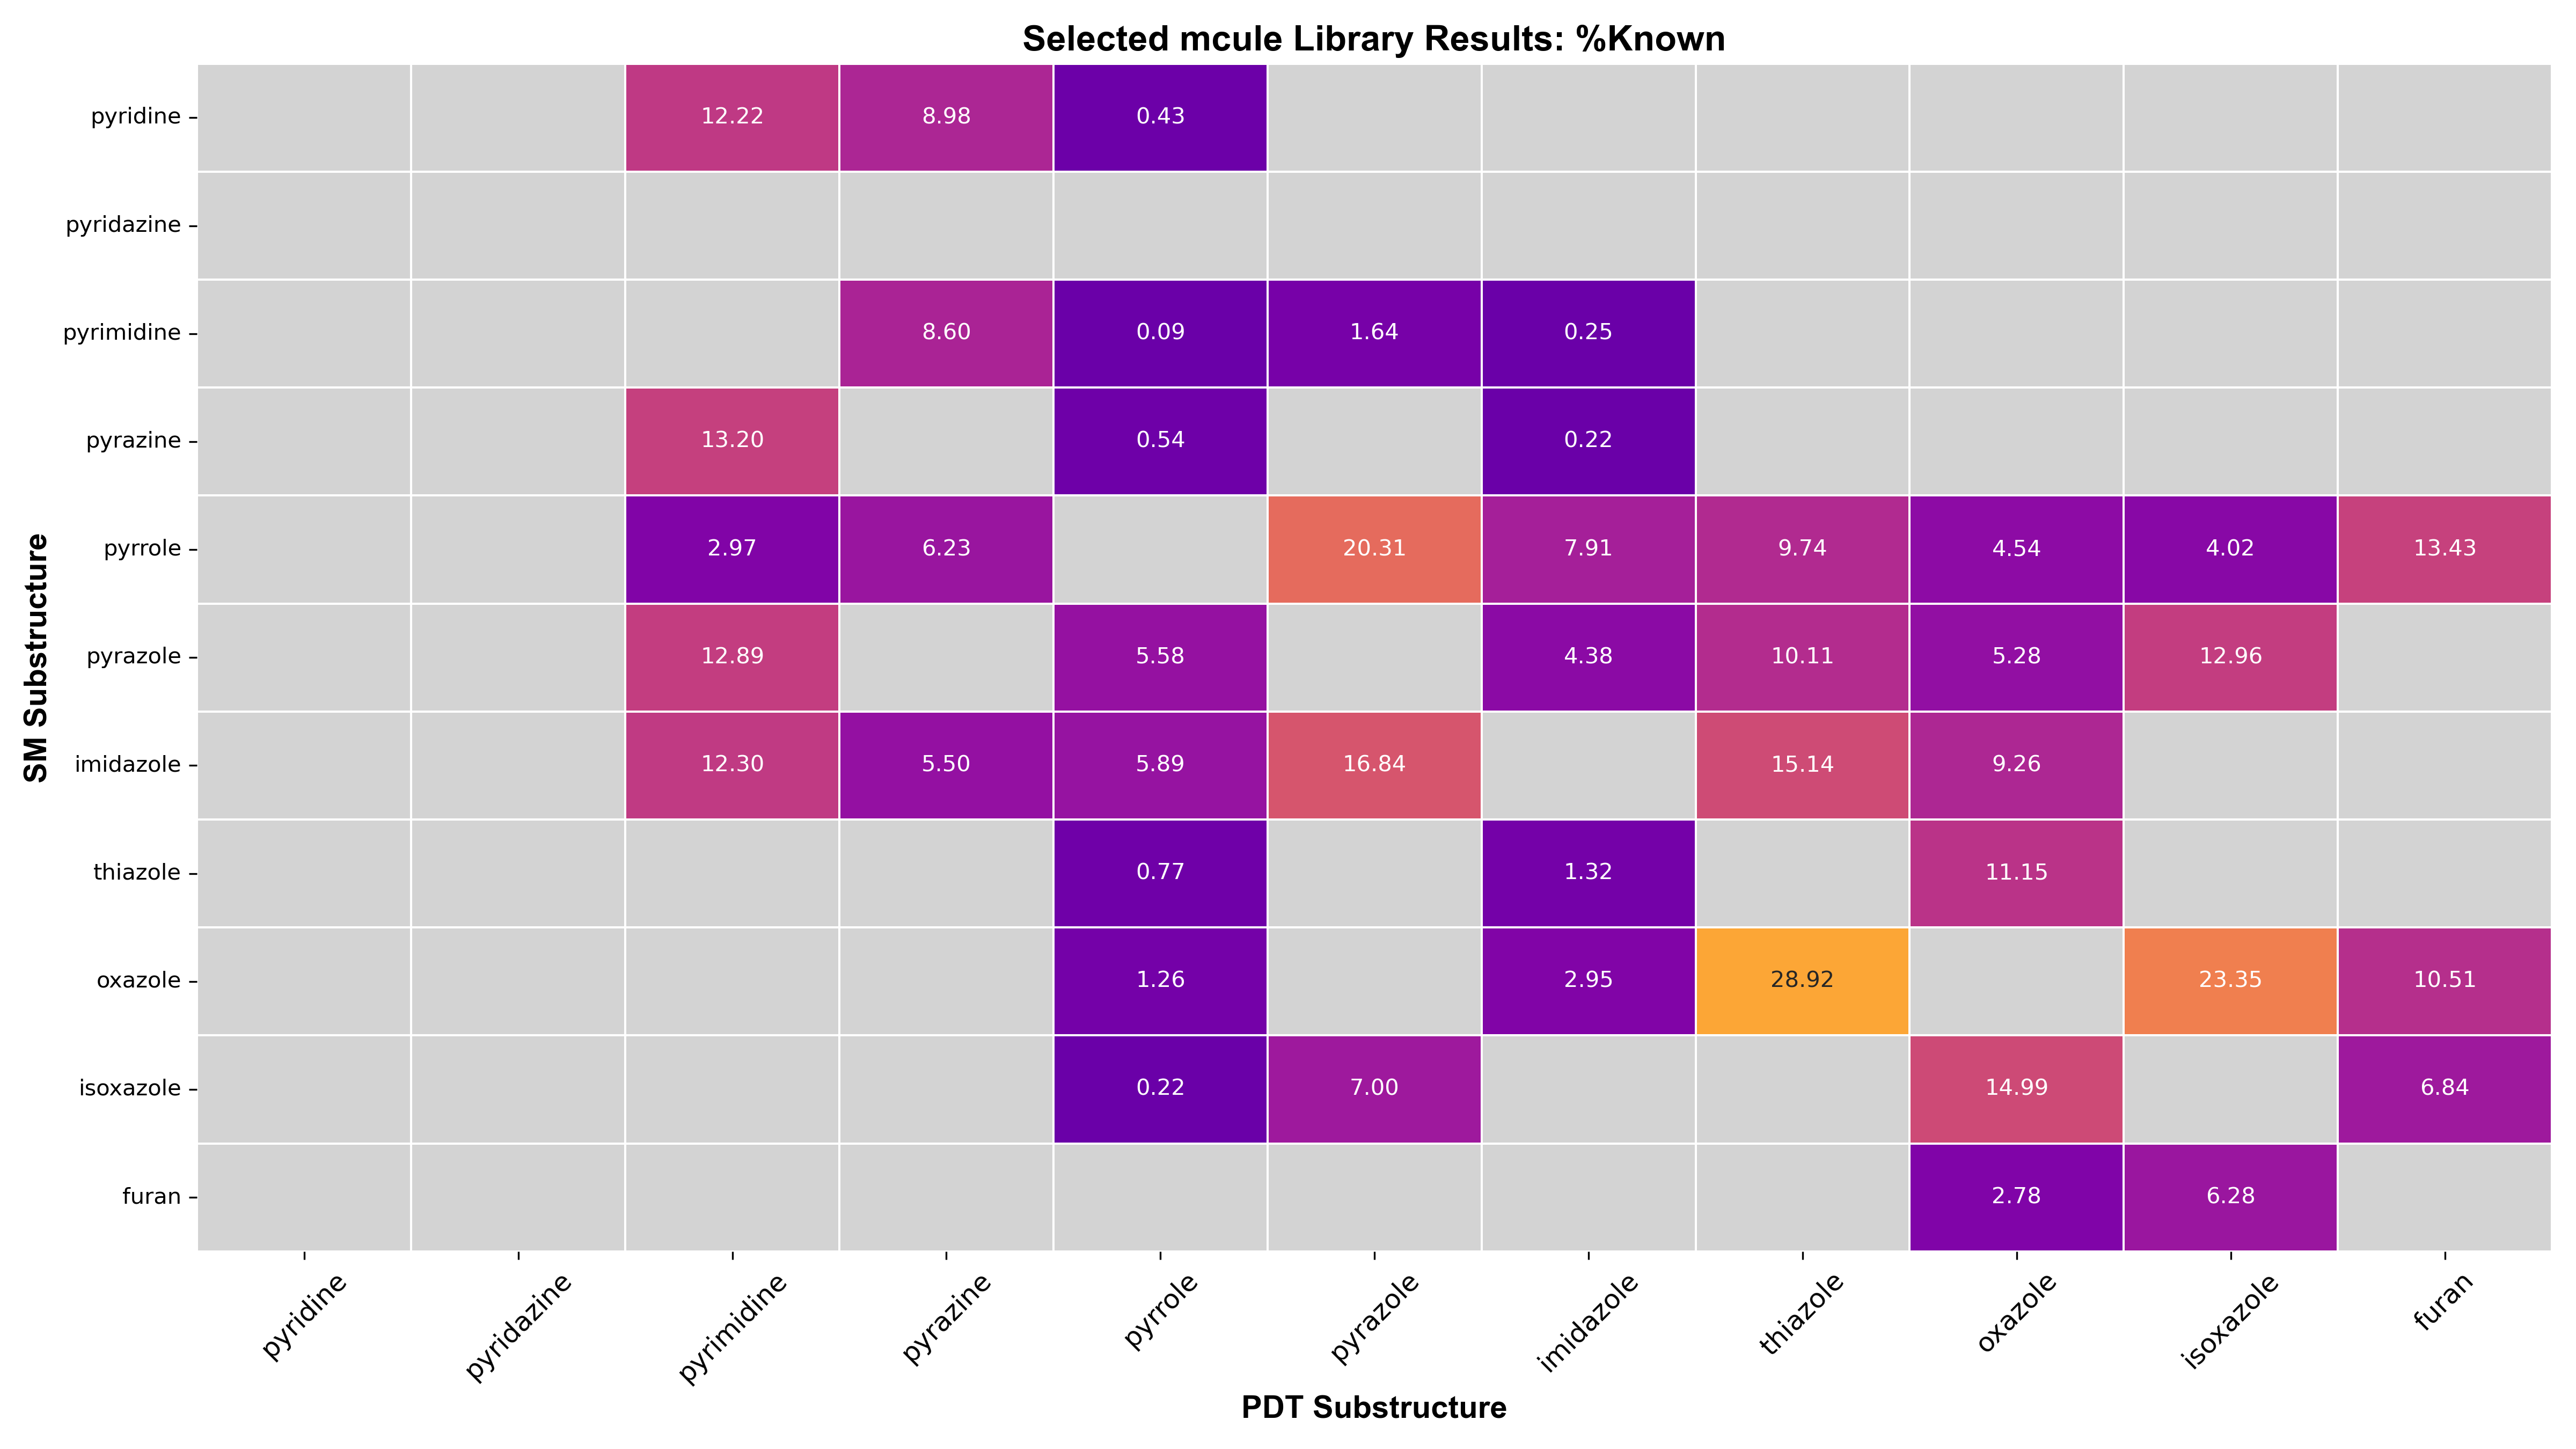 Selected mcule Library Results: %Known
SM Substructure
pyridine 12.22 8.98 0.43
pyridazine
pyrimidine 8.60 0.09 1.64 0.25
pyrazine 13.20 0.54 0.22
pyrrole 2.97 6.23 20.31 7.91 9.74 4.54 4.02 13.43
pyrazole 12.89 5.58 4.38 10.11 5.28 12.96
imidazole 12.30 5.50 5.89 16.84 15.14 9.26
thiazole 0.77 1.32 11.15
oxazole 1.26 2.95 28.92 23.35 10.51
isoxazole 0.22 7.00 14.99 6.84
furan 2.78 6.28
pyridine pyridazine pyrimidine pyrazine pyrrole pyrazole imidazole thiazole oxazole isoxazole furan
PDT Substructure